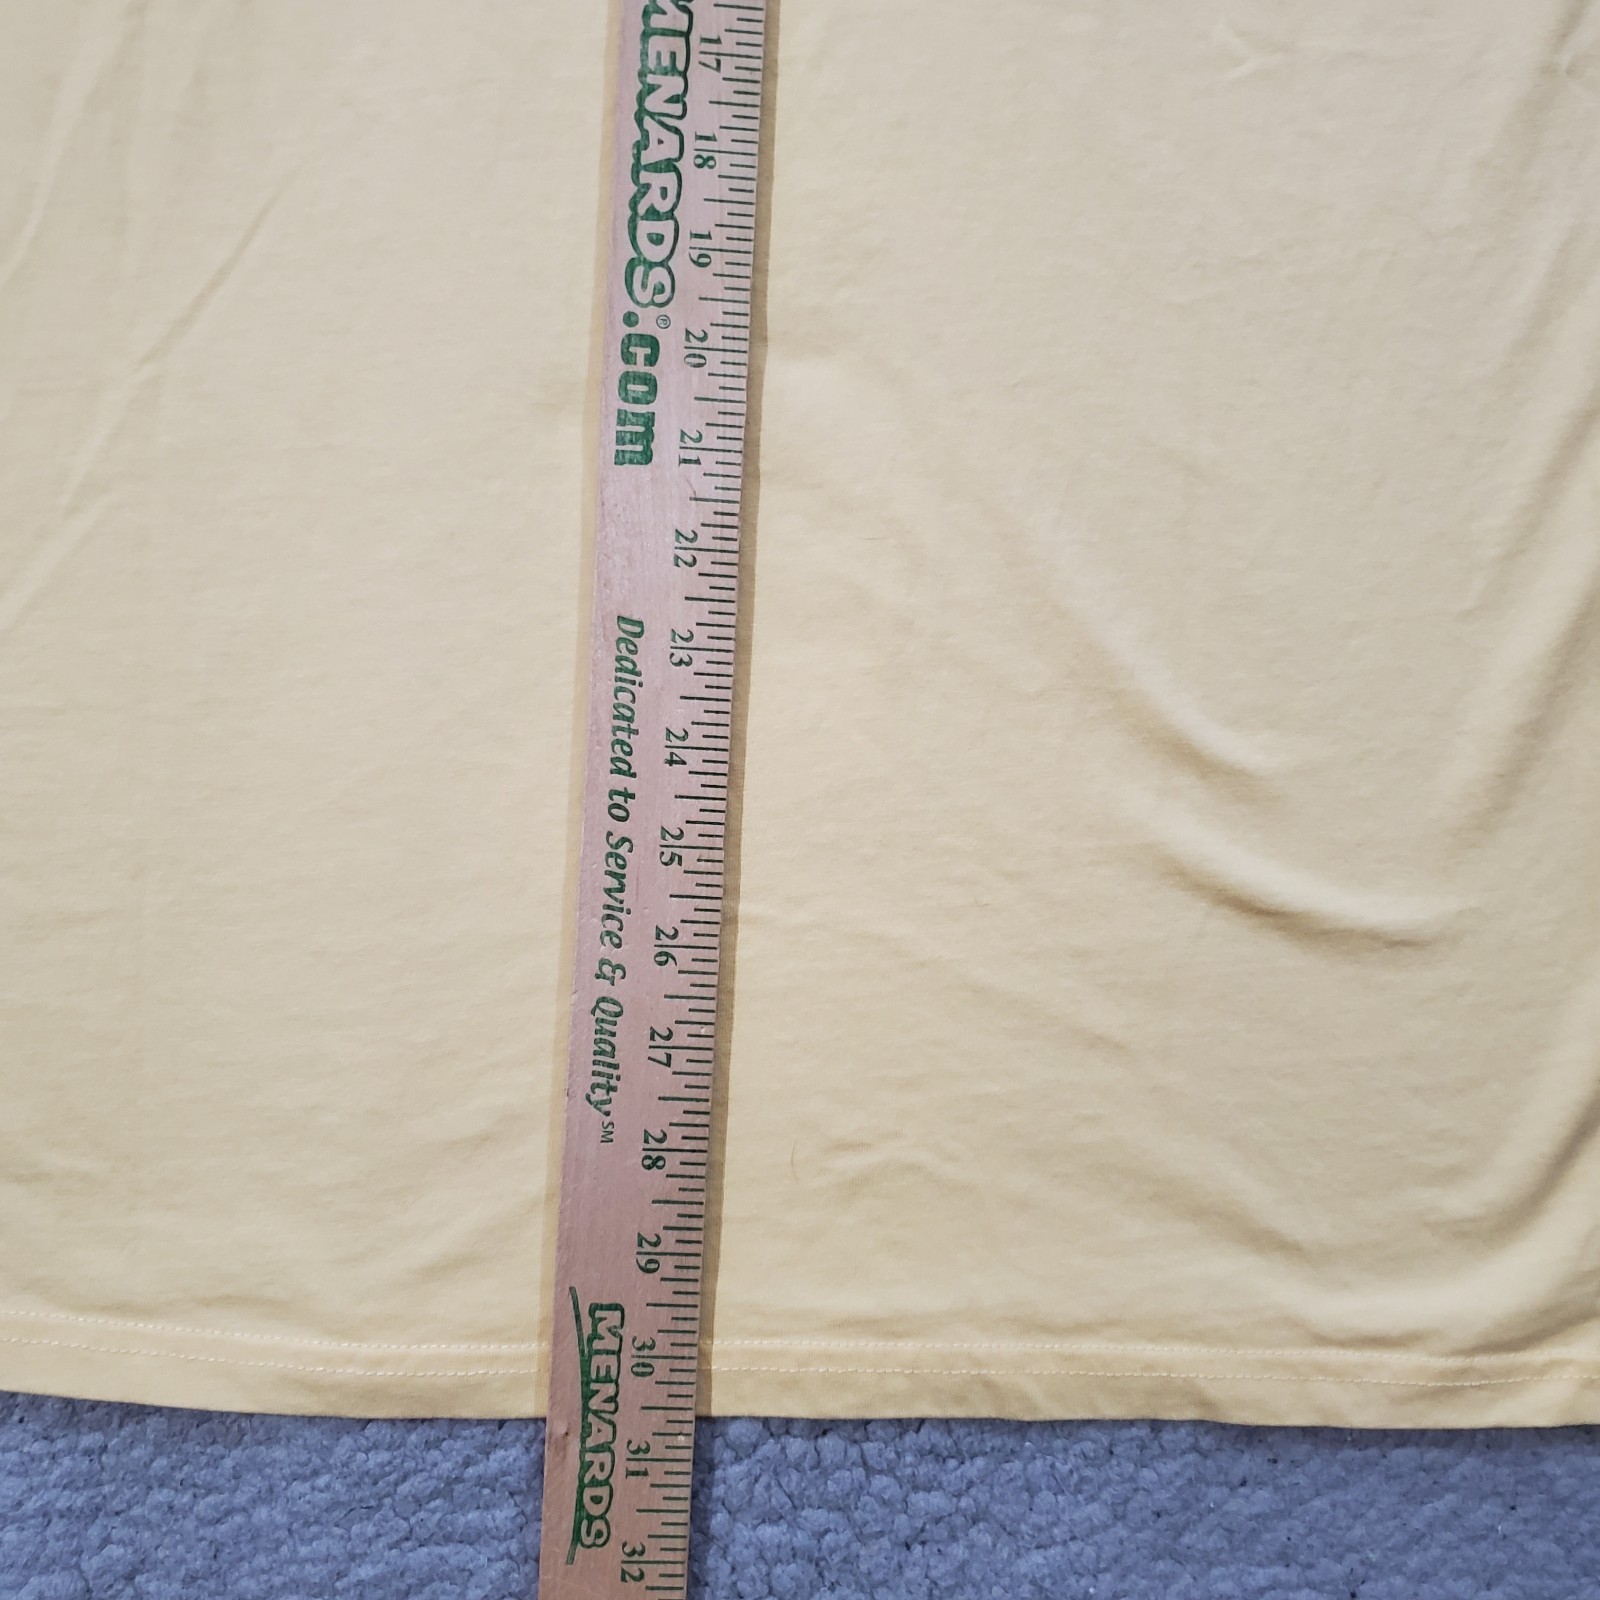 MENARDS®.com
Dedicated to Service & Quality℠
MENARDS
17 18 19 20 21 22 23 24 25 26 27 28 29 30 31 32